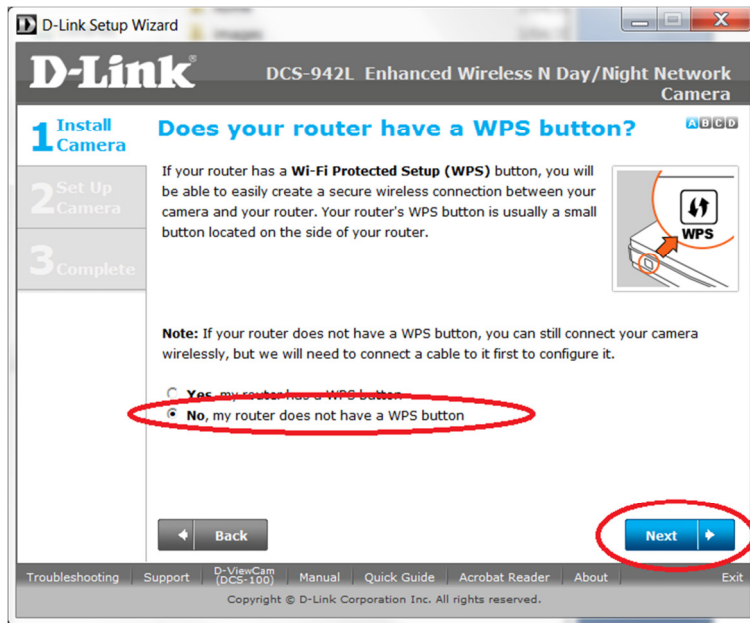 D-Link Setup Wizard
D-Link®
DCS-942L Enhanced Wireless N Day/Night Network
Camera
1 Install
Camera
2 Set Up
Camera
3 Complete
Does your router have a WPS button?
A B C D
If your router has a Wi-Fi Protected Setup (WPS) button, you will
be able to easily create a secure wireless connection between your
camera and your router. Your router's WPS button is usually a small
button located on the side of your router.
WPS
Note: If your router does not have a WPS button, you can still connect your camera
wirelessly, but we will need to connect a cable to it first to configure it.
Yes, my router has a WPS button
No, my router does not have a WPS button
Back
Next
Troubleshooting
Support
D-ViewCam
(DCS-100)
Manual
Quick Guide
Acrobat Reader
About
Exit
Copyright © D-Link Corporation Inc. All rights reserved.